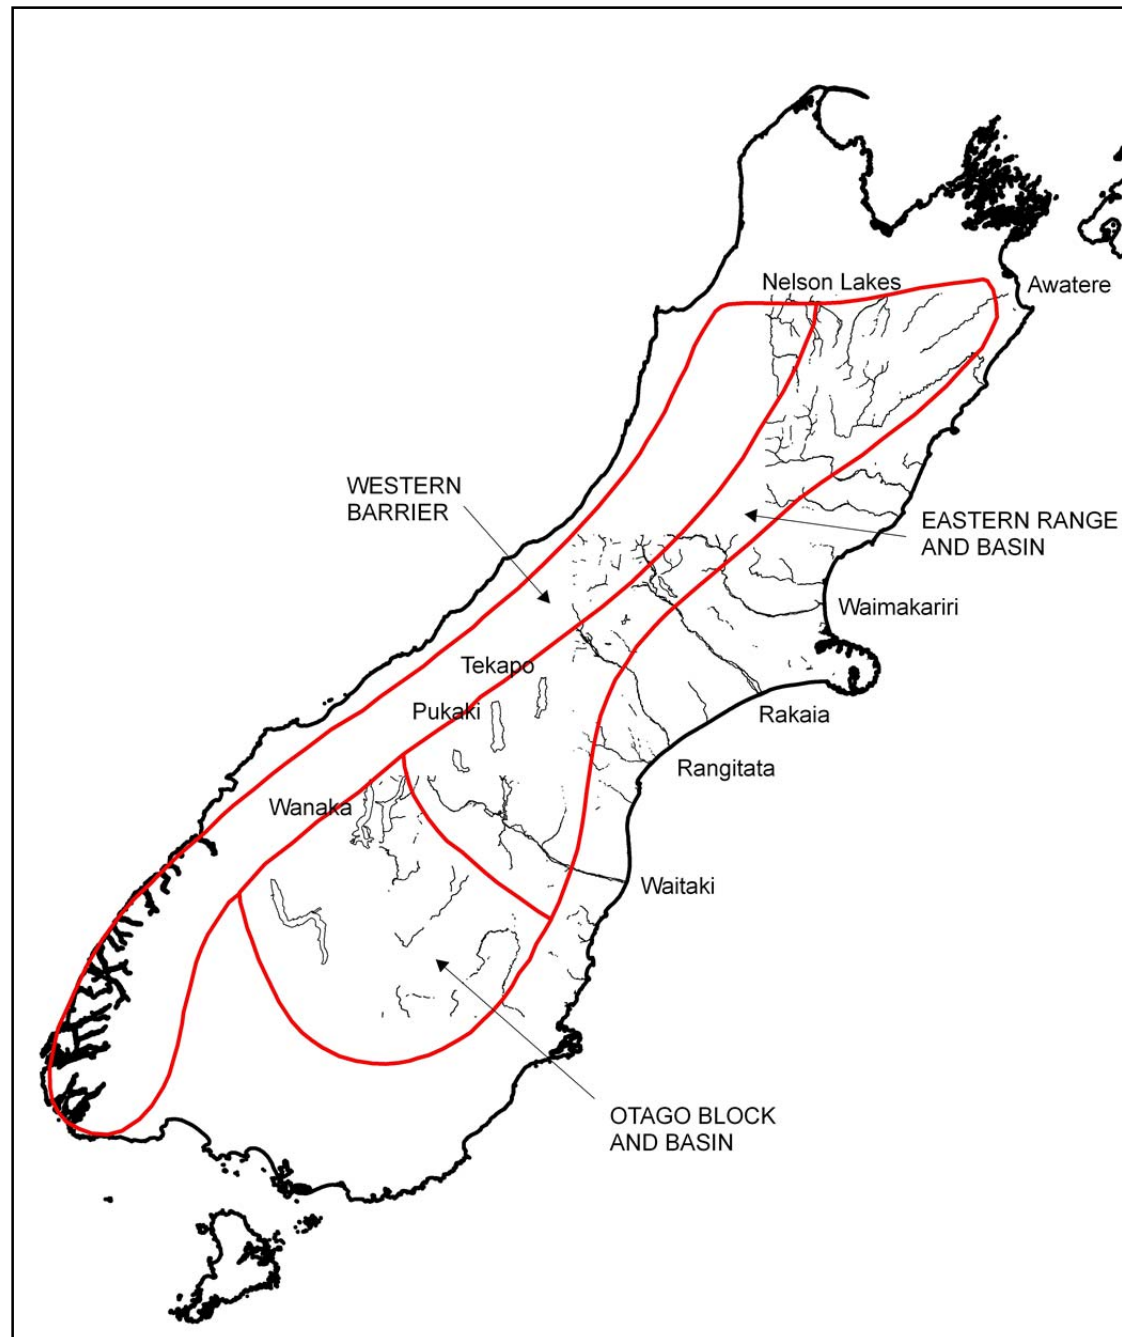 Nelson Lakes
Awatere
WESTERN
BARRIER
EASTERN RANGE
AND BASIN
Waimakariri
Tekapo
Pukaki
Rakaia
Rangitata
Wanaka
Waitaki
OTAGO BLOCK
AND BASIN